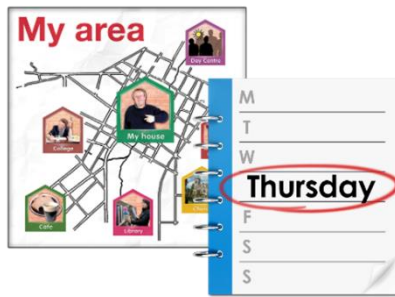 My area
Day Centre
My house
College
Cafe
Library
M
T
W
Thursday
F
S
S